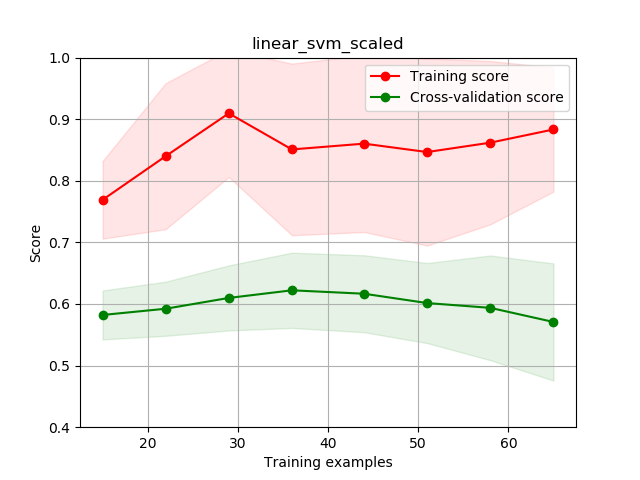 linear_svm_scaled
1.0
0.9
0.8
0.7
0.6
0.5
0.4
Score
Training score
Cross-validation score
20 30 40 50 60
Training examples